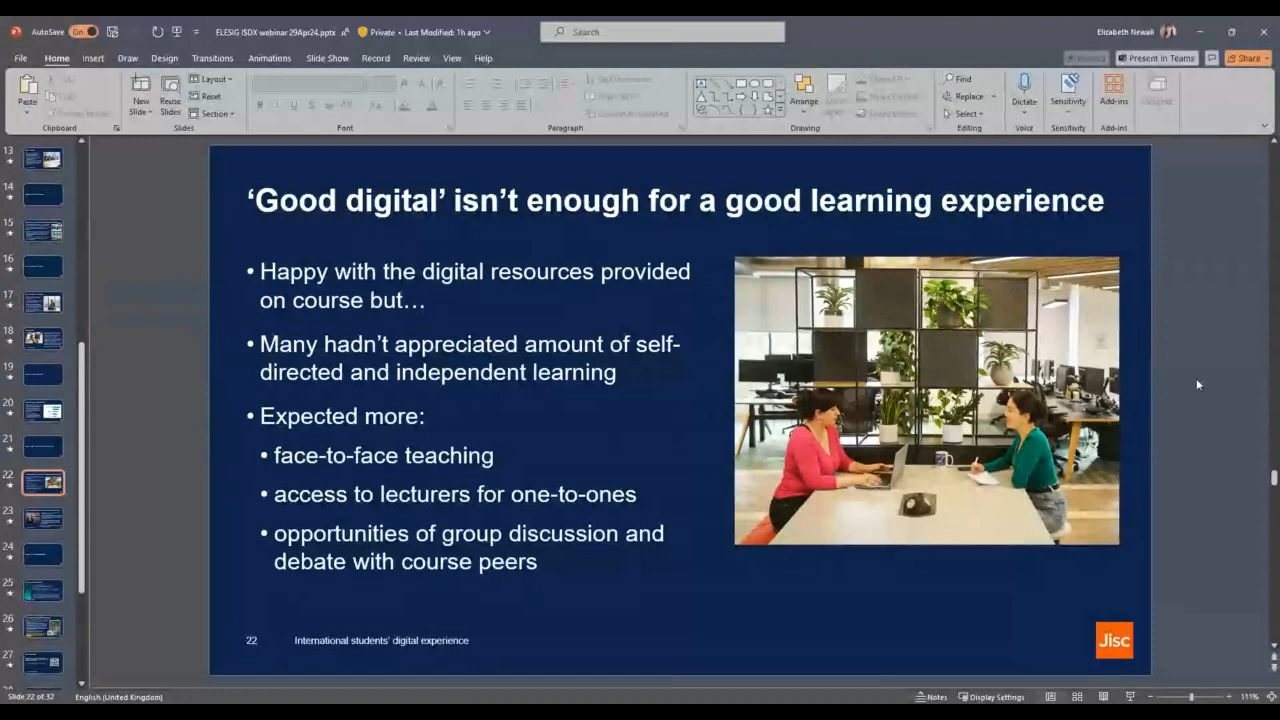 AutoSave On ELESIG ISDX webinar 29Apr24.pptx Private • Last Modified: 1h ago Search Elizabeth Newall
File Home Insert Draw Design Transitions Animations Slide Show Record Review View Help Present in Teams Share
Paste New Slide Reuse Slides Layout Reset Section Arrange Find Replace Select Dictate Sensitivity Add-ins
Clipboard Slides Font Paragraph Drawing Editing Voice Sensitivity Add-ins
13
14
15
16
17
18
19
20
21
22
23
24
25
26
27
‘Good digital’ isn’t enough for a good learning experience
• Happy with the digital resources provided
on course but…
• Many hadn’t appreciated amount of self-
directed and independent learning
• Expected more:
• face-to-face teaching
• access to lecturers for one-to-ones
• opportunities of group discussion and
debate with course peers
22 International students’ digital experience
Jisc
Slide 22 of 32 English (United Kingdom) Notes Display Settings 111%